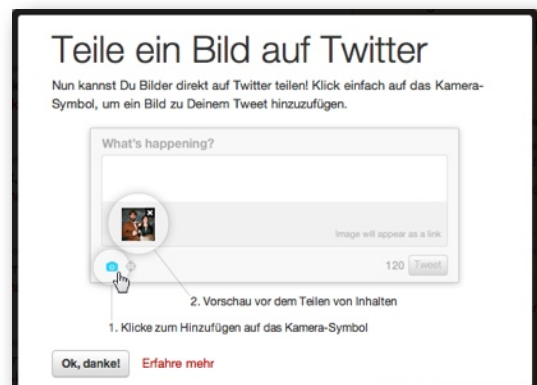 Teile ein Bild auf Twitter
Nun kannst Du Bilder direkt auf Twitter teilen! Klick einfach auf das Kamera-
Symbol, um ein Bild zu Deinem Tweet hinzuzufügen.
What's happening?
Image will appear as a link
120 Tweet
2. Vorschau vor dem Teilen von Inhalten
1. Klicke zum Hinzufügen auf das Kamera-Symbol
Ok, danke! Erfahre mehr